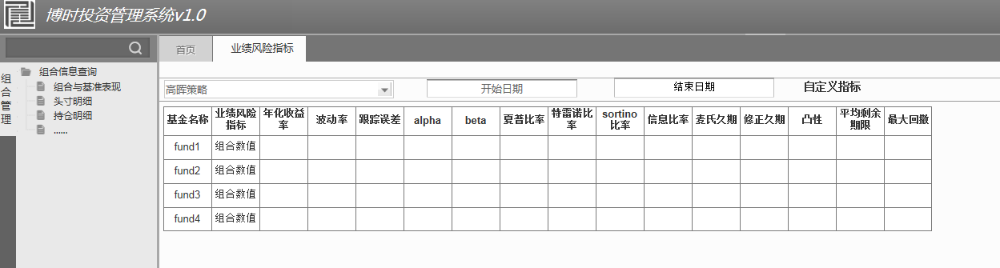 博时投资管理系统v1.0
首页
业绩风险指标
组合管理
组合信息查询
组合与基准表现
头寸明细
持仓明细
......
高晖策略
开始日期
结束日期
自定义指标
基金名称 业绩风险指标 年化收益率 波动率 跟踪误差 alpha beta 夏普比率 特雷诺比率 sortino比率 信息比率 麦氏久期 修正久期 凸性 平均剩余期限 最大回撤
fund1 组合数值
fund2 组合数值
fund3 组合数值
fund4 组合数值